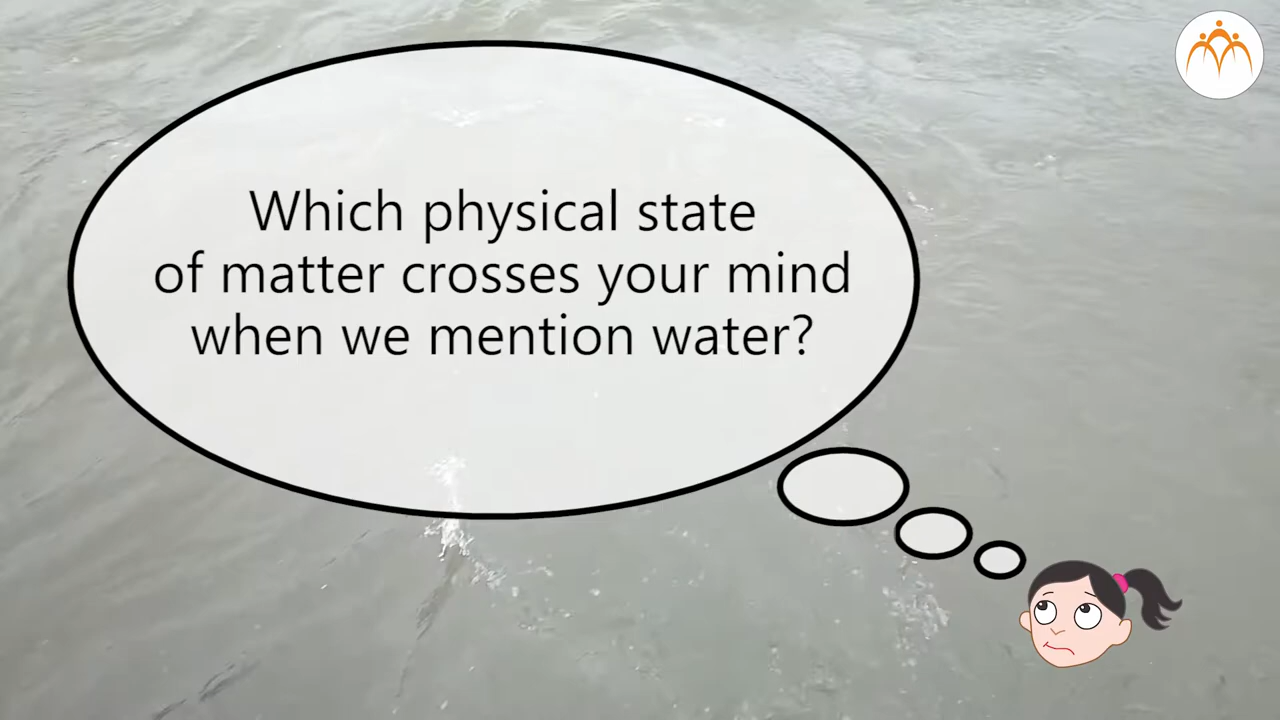 Which physical state
of matter crosses your mind
when we mention water?